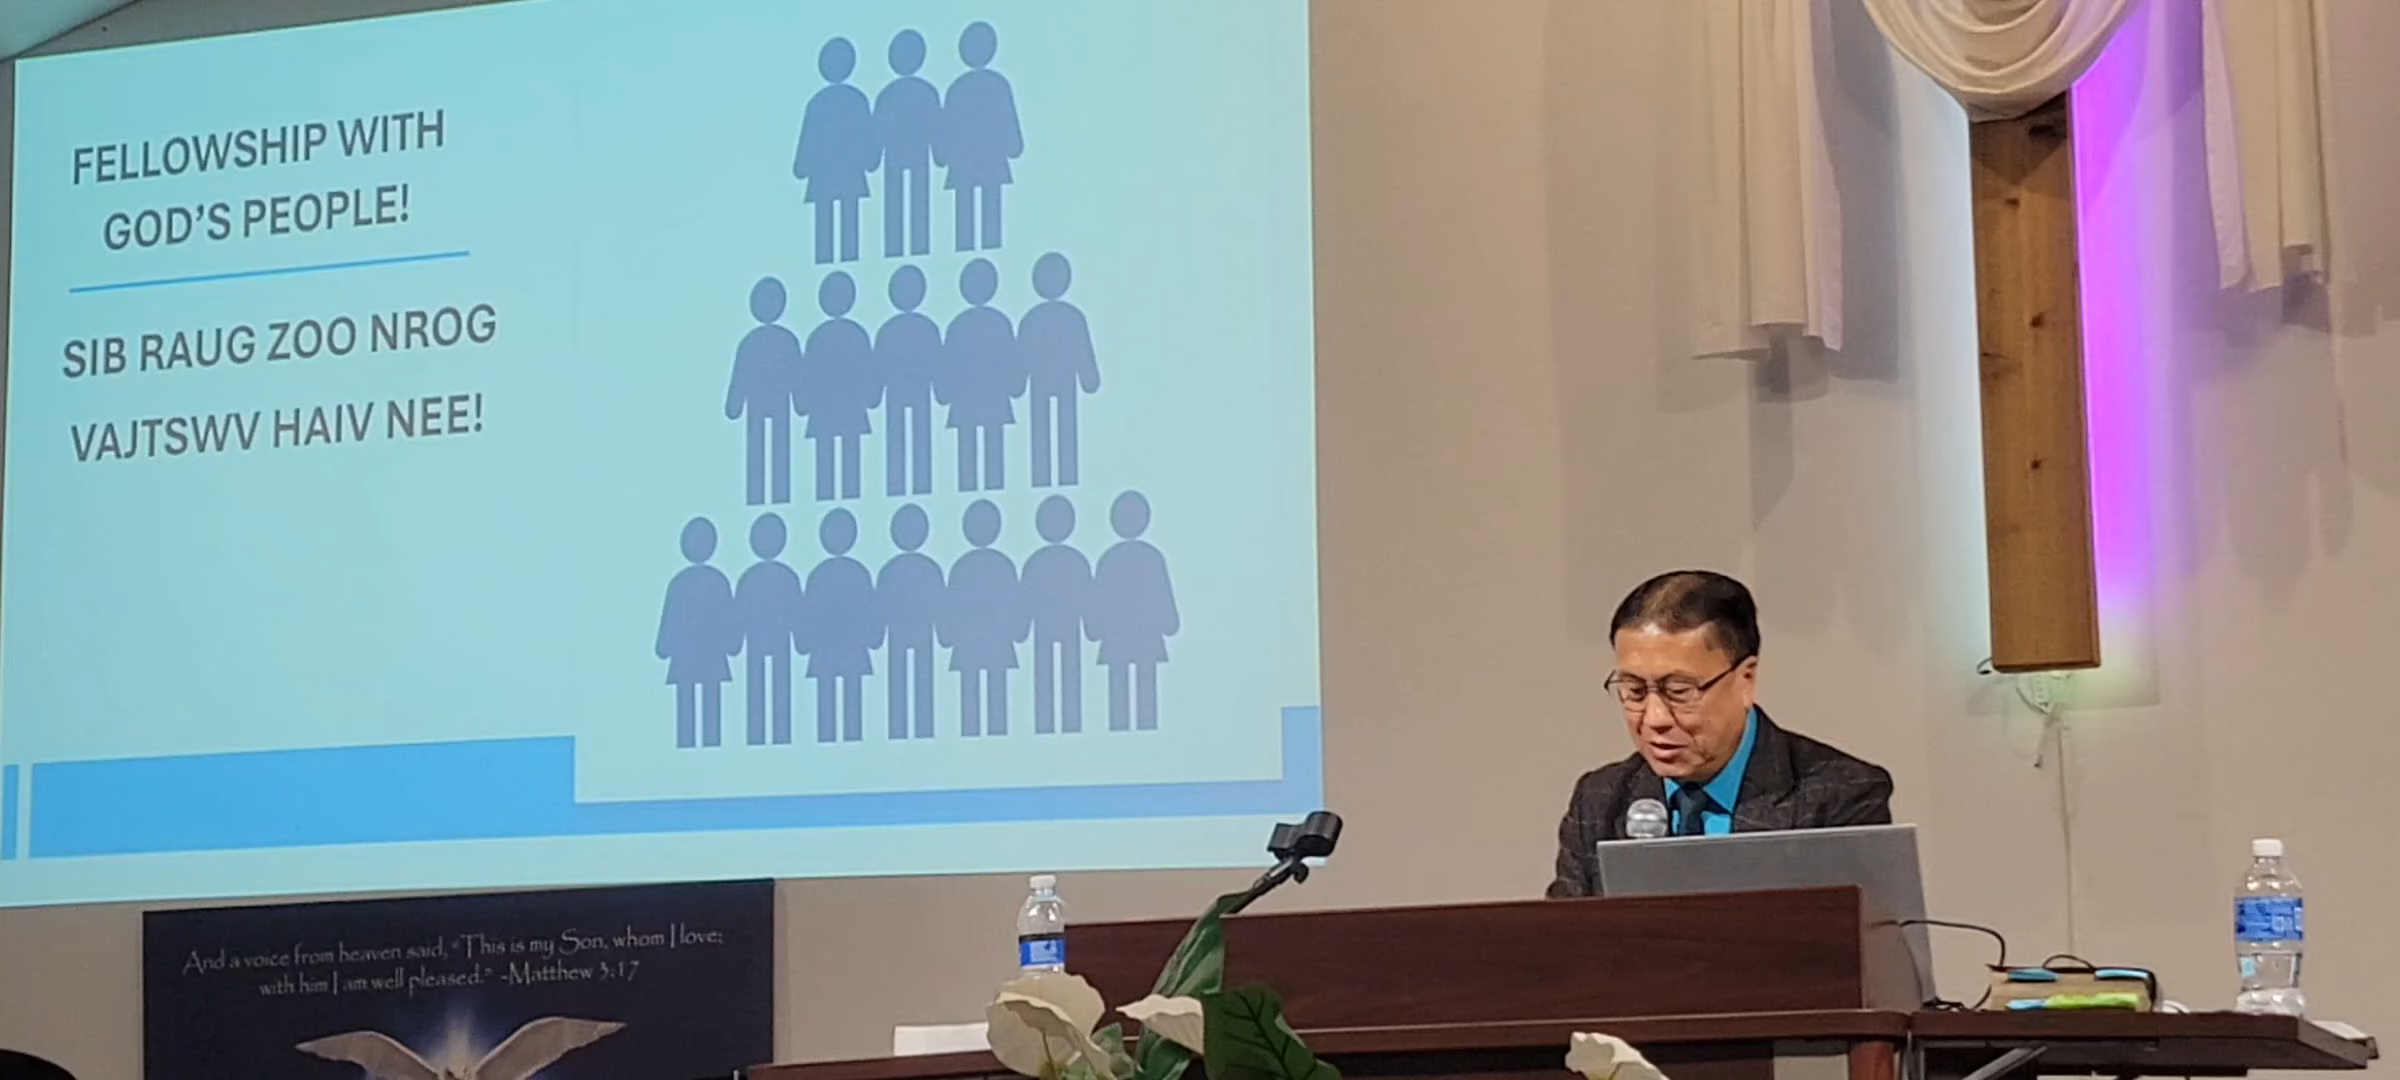 FELLOWSHIP WITH
GOD'S PEOPLE!
SIB RAUG ZOO NROG
VAJTSWV HAIV NEE!
And a voice from heaven said, "This is my Son, whom I love;
with him I am well pleased." -Matthew 3:17